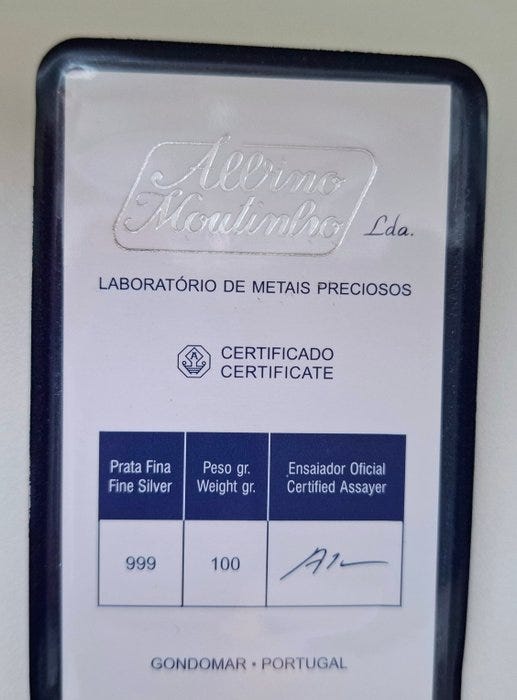 Albino
Moutinho Lda.
LABORATÓRIO DE METAIS PRECIOSOS
CERTIFICADO
CERTIFICATE
Prata Fina
Fine Silver
Peso gr.
Weight gr.
Ensaiador Oficial
Certified Assayer
999
100
GONDOMAR • PORTUGAL